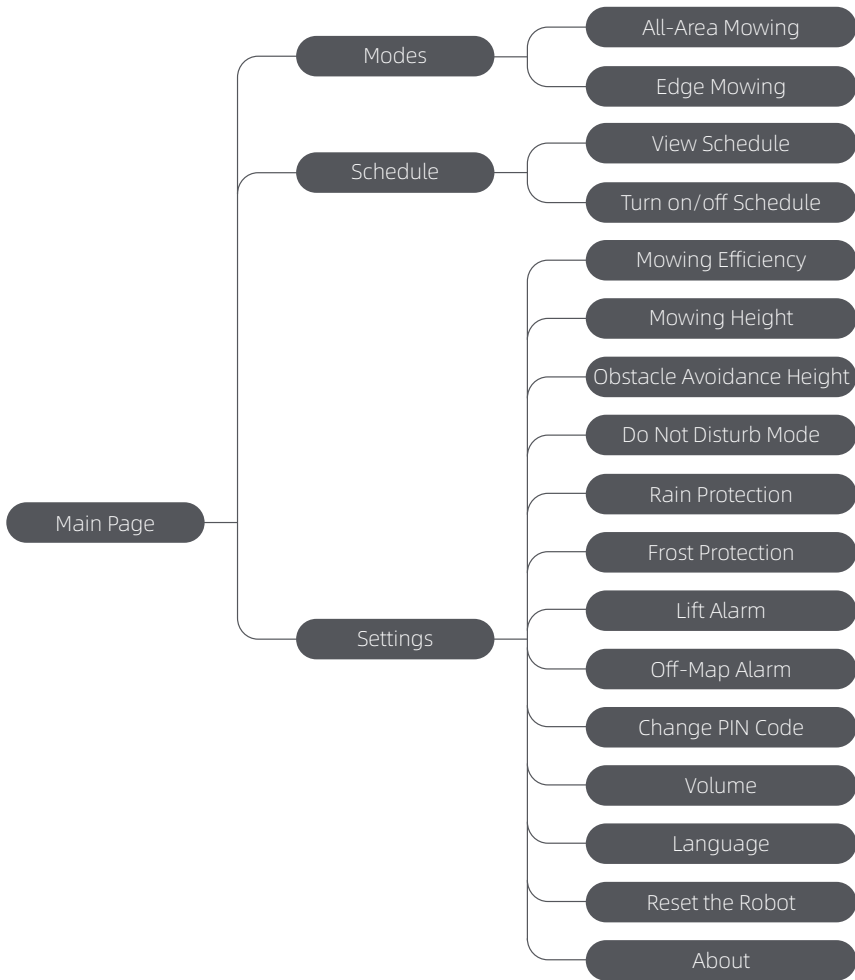 Main Page
Modes
All-Area Mowing
Edge Mowing
Schedule
View Schedule
Turn on/off Schedule
Settings
Mowing Efficiency
Mowing Height
Obstacle Avoidance Height
Do Not Disturb Mode
Rain Protection
Frost Protection
Lift Alarm
Off-Map Alarm
Change PIN Code
Volume
Language
Reset the Robot
About